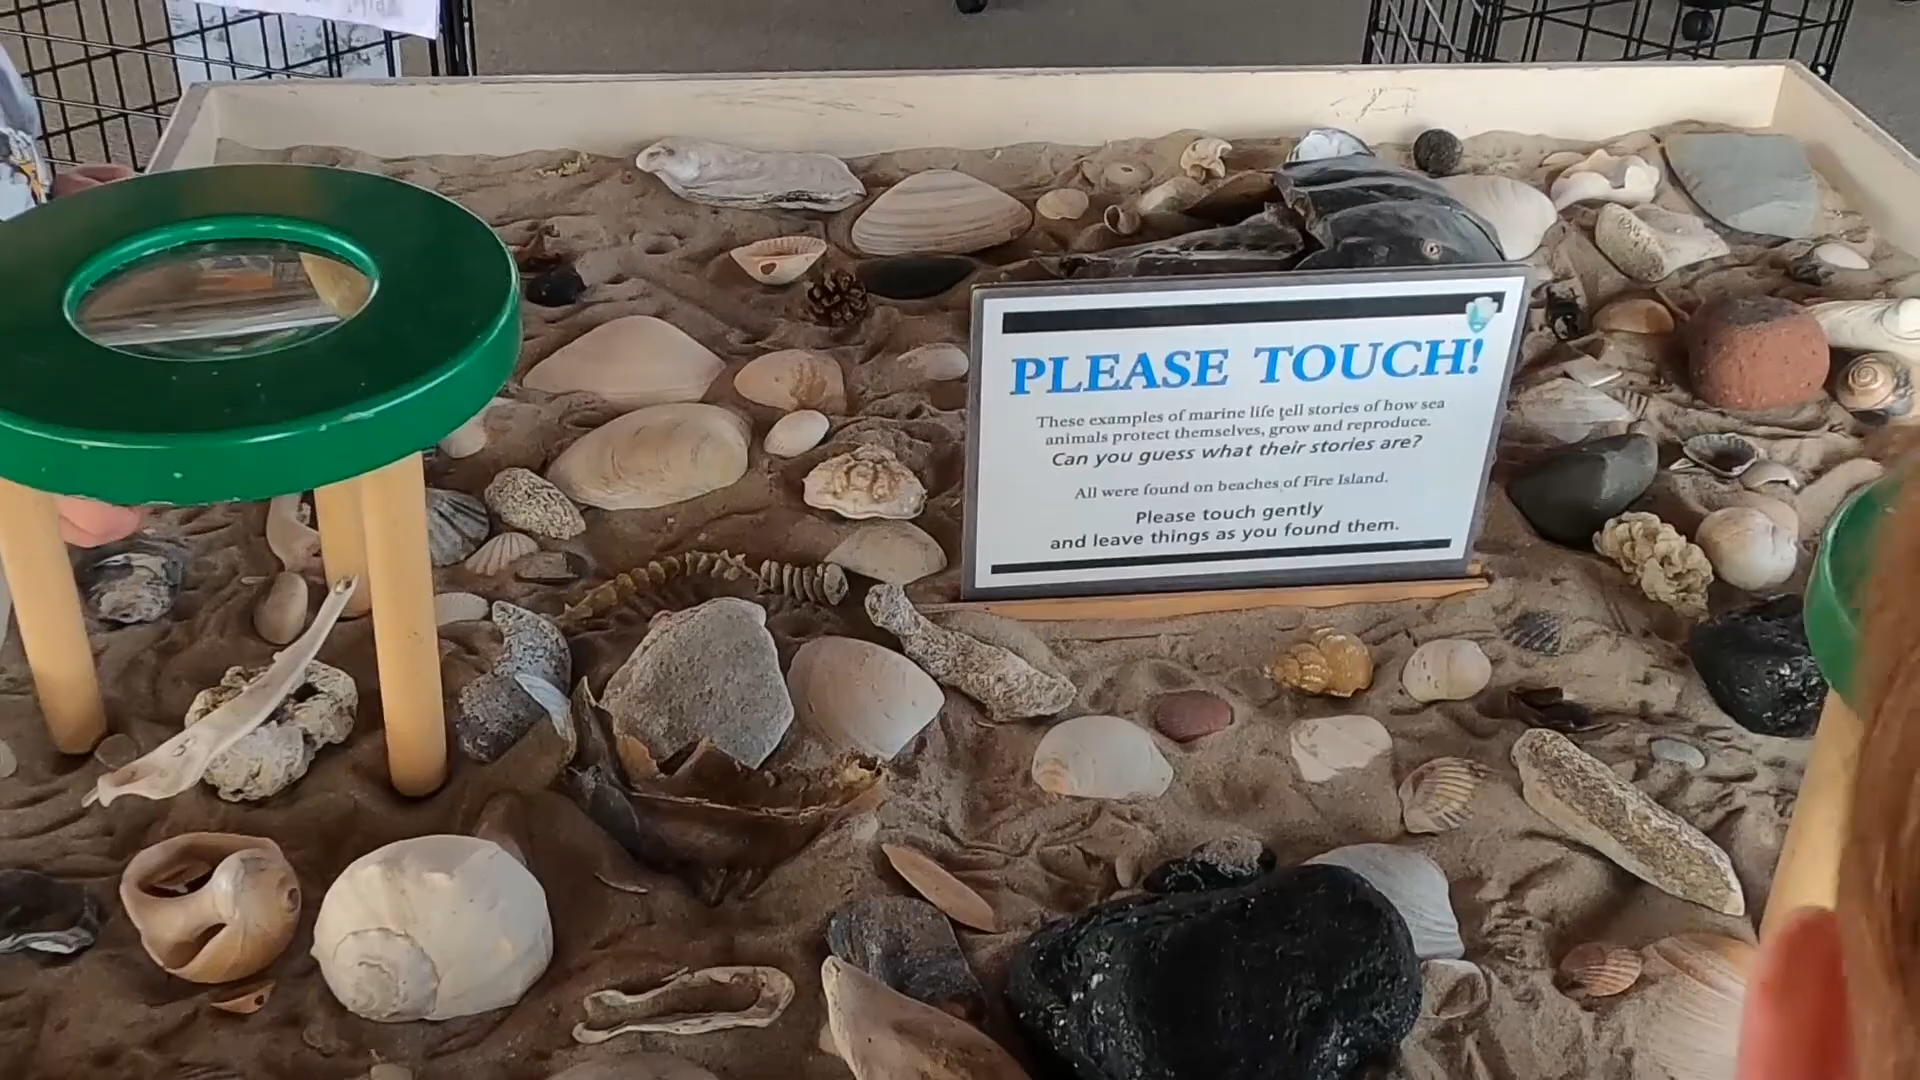 PLEASE TOUCH!
These examples of marine life tell stories of how sea
animals protect themselves, grow and reproduce.
Can you guess what their stories are?
All were found on beaches of Fire Island.
Please touch gently
and leave things as you found them.